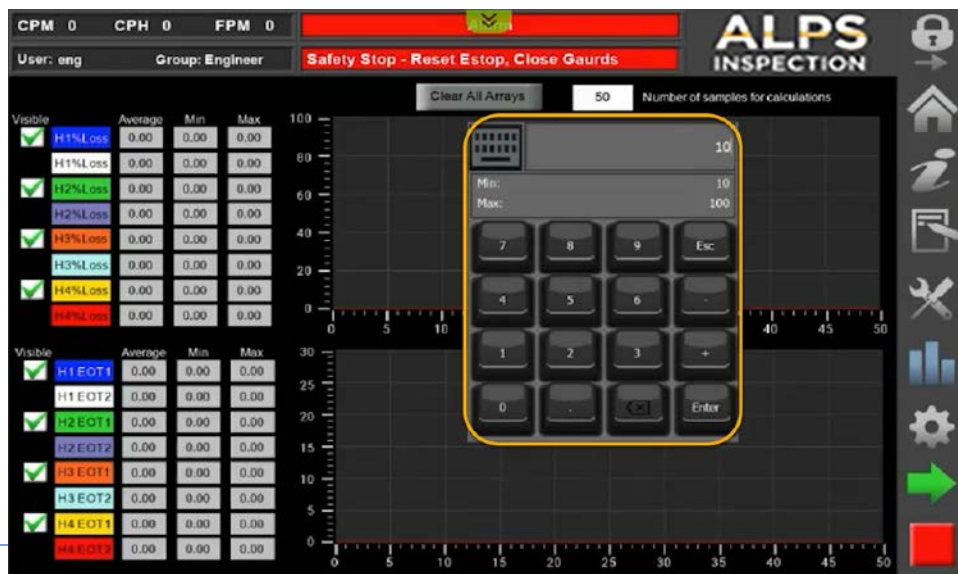 CPM 0 CPH 0 FPM 0
Alarm
ALPS
INSPECTION
User: eng Group: Engineer
Safety Stop - Reset Estop, Close Gaurds
Clear All Arrays 50 Number of samples for calculations
Visible Average Min Max
H1%Loss 0.00 0.00 0.00
H1%Loss 0.00 0.00 0.00
H2%Loss 0.00 0.00 0.00
H2%Loss 0.00 0.00 0.00
H3%Loss 0.00 0.00 0.00
H3%Loss 0.00 0.00 0.00
H4%Loss 0.00 0.00 0.00
H4%Loss 0.00 0.00 0.00
100
80
60
40
20
0
0 5 10 40 45 50
10
Min: 10
Max: 100
7 8 9 Esc
4 5 6 -
1 2 3 +
0 . Enter
Visible Average Min Max
H1 EOT1 0.00 0.00 0.00
H1 EOT2 0.00 0.00 0.00
H2 EOT1 0.00 0.00 0.00
H2 EOT2 0.00 0.00 0.00
H3 EOT1 0.00 0.00 0.00
H3 EOT2 0.00 0.00 0.00
H4 EOT1 0.00 0.00 0.00
H4 EOT2 0.00 0.00 0.00
30
25
20
15
10
5
0
0 5 10 15 20 25 30 35 40 45 50